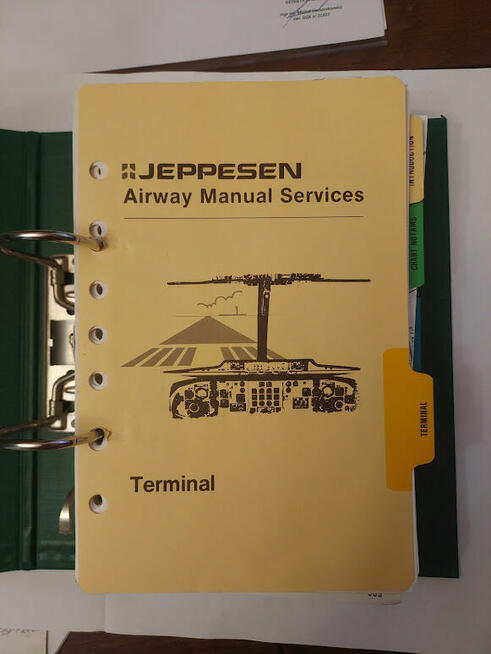 JEPPESEN
Airway Manual Services
Terminal
INTRODUCTION
CHART NOTAMS
TERMINAL